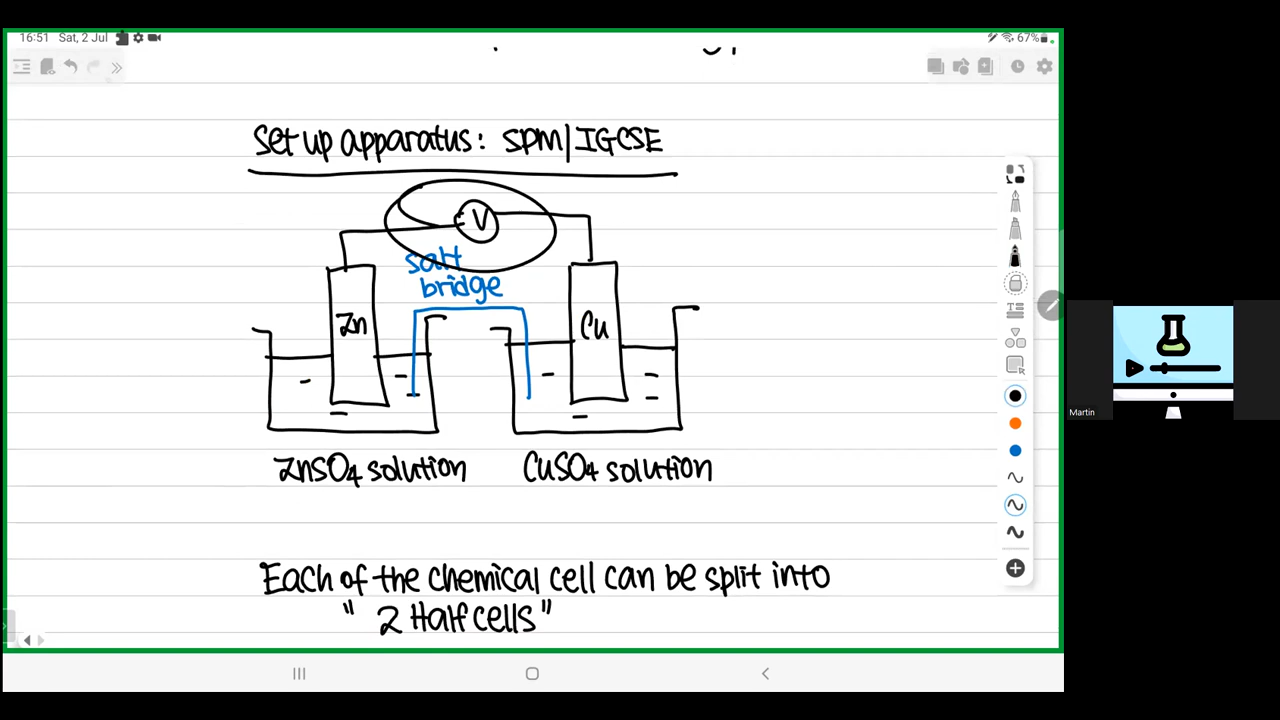 16:51 Sat, 2 Jul
67%
Set up apparatus: SPM/IGCSE
V
salt
bridge
Zn
Cu
ZnSO4 solution
CuSO4 solution
Martin
Each of the chemical cell can be split into
" 2 Half cells"